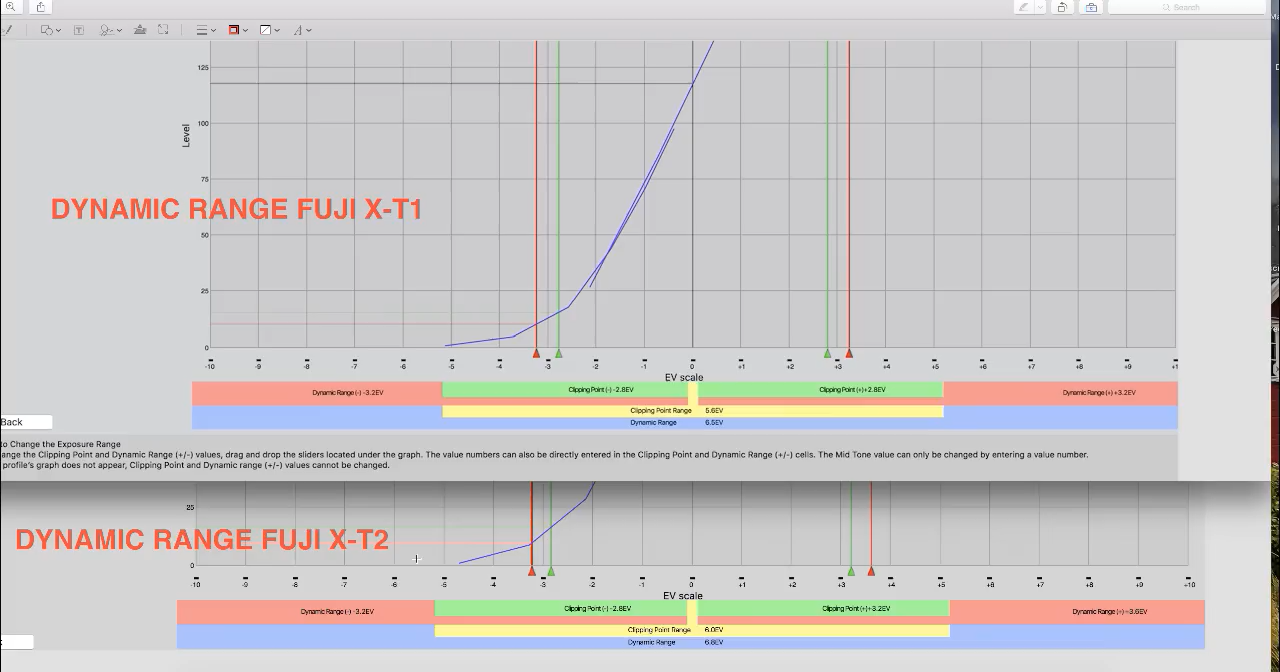 Search
125
100
Level
75
DYNAMIC RANGE FUJI X-T1
50
25
0
-10 -9 -8 -7 -6 -5 -4 -3 -2 -1 0 +1 +2 +3 +4 +5 +6 +7 +8 +9 +1
EV scale
Dynamic Range (-) -3.2EV Clipping Point (-) -2.8EV Clipping Point (+)+2.8EV Dynamic Range (+) +3.2EV
Clipping Point Range 5.6EV
Back
Dynamic Range 6.5EV
to Change the Exposure Range
ange the Clipping Point and Dynamic Range (+/-) values, drag and drop the sliders located under the graph. The value numbers can also be directly entered in the Clipping Point and Dynamic Range (+/-) cells. The Mid Tone value can only be changed by entering a value number.
profile's graph does not appear, Clipping Point and Dynamic range (+/-) values cannot be changed.
25
DYNAMIC RANGE FUJI X-T2
0
-10 -9 -8 -7 -6 -5 -4 -3 -2 -1 0 +1 +2 +3 +4 +5 +6 +7 +8 +9 +10
EV scale
Dynamic Range (-) -3.2EV Clipping Point (-) -2.8EV Clipping Point (+)+3.2EV Dynamic Range (+) +3.6EV
Clipping Point Range 6.0EV
Dynamic Range 6.8EV